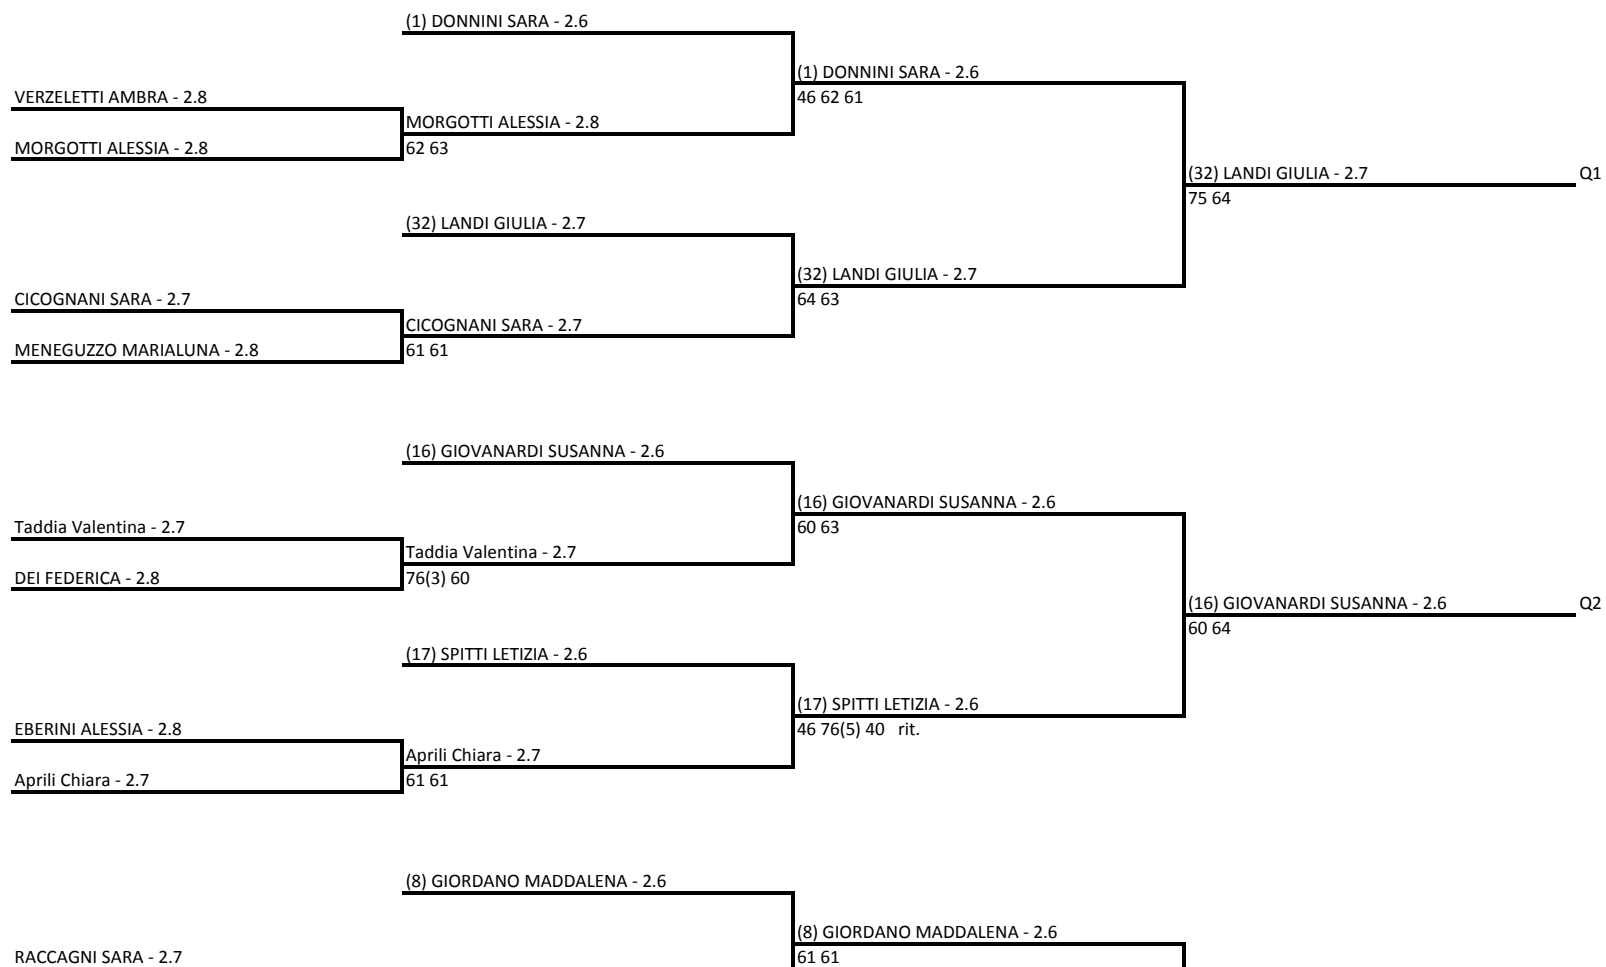 (1) DONNINI SARA - 2.6
(1) DONNINI SARA - 2.6
VERZELETTI AMBRA - 2.8
46 62 61
MORGOTTI ALESSIA - 2.8
MORGOTTI ALESSIA - 2.8
62 63
(32) LANDI GIULIA - 2.7
Q1
75 64
(32) LANDI GIULIA - 2.7
(32) LANDI GIULIA - 2.7
CICOGNANI SARA - 2.7
64 63
CICOGNANI SARA - 2.7
MENEGUZZO MARIALUNA - 2.8
61 61
(16) GIOVANARDI SUSANNA - 2.6
(16) GIOVANARDI SUSANNA - 2.6
Taddia Valentina - 2.7
60 63
Taddia Valentina - 2.7
DEI FEDERICA - 2.8
76(3) 60
(16) GIOVANARDI SUSANNA - 2.6
Q2
60 64
(17) SPITTI LETIZIA - 2.6
(17) SPITTI LETIZIA - 2.6
EBERINI ALESSIA - 2.8
46 76(5) 40 rit.
Aprili Chiara - 2.7
Aprili Chiara - 2.7
61 61
(8) GIORDANO MADDALENA - 2.6
(8) GIORDANO MADDALENA - 2.6
RACCAGNI SARA - 2.7
61 61